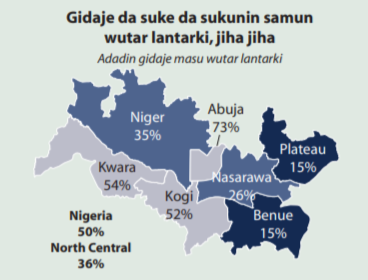 Gidaje da suke da sukunin samun
wutar lantarki, jiha jiha
Adadin gidaje masu wutar lantarki
Niger
35%
Abuja
73%
Plateau
15%
Kwara
54%
Nasarawa
26%
Kogi
52%
Benue
15%
Nigeria
50%
North Central
36%